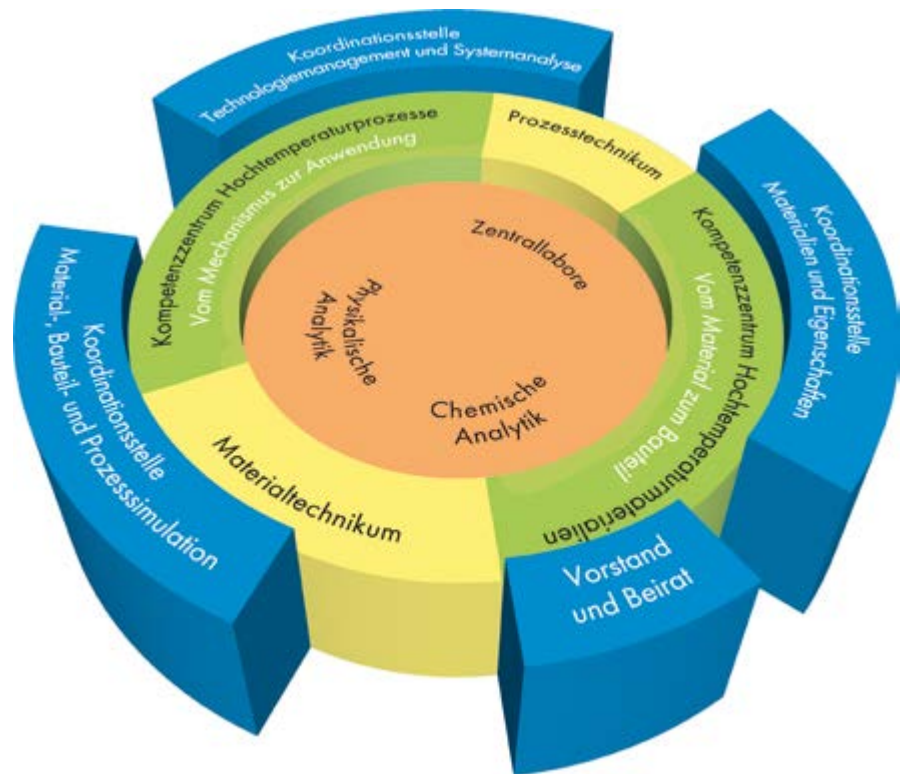 Koordinationsstelle
Technologiemanagement und Systemanalyse
Kompetenzzentrum Hochtemperaturprozesse
Vom Mechanismus zur Anwendung
Prozesstechnikum
Koordinationsstelle
Materialien und Eigenschaften
Kompetenzzentrum Hochtemperaturmaterialien
Vom Material zum Bauteil
Zentrallabore
Physikalische
Analytik
Chemische
Analytik
Koordinationsstelle
Material-, Bauteil- und Prozesssimulation
Materialtechnikum
Vorstand
und Beirat